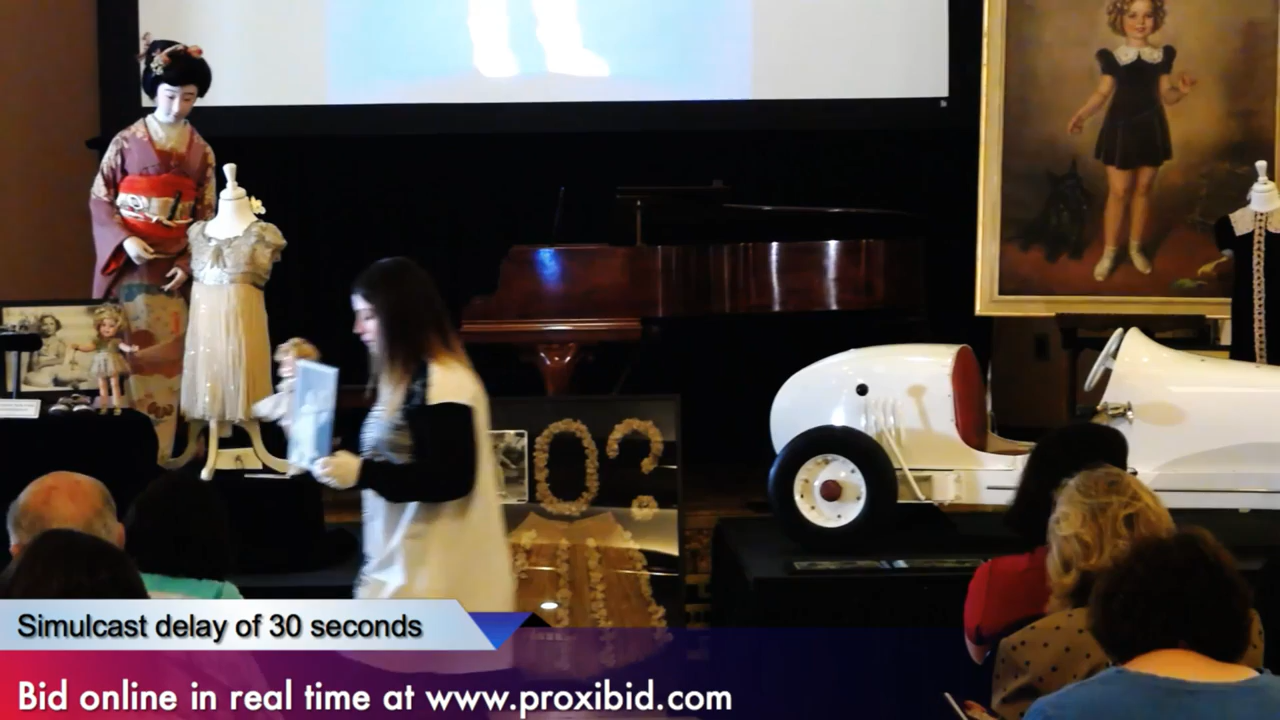 Simulcast delay of 30 seconds
Bid online in real time at www.proxibid.com